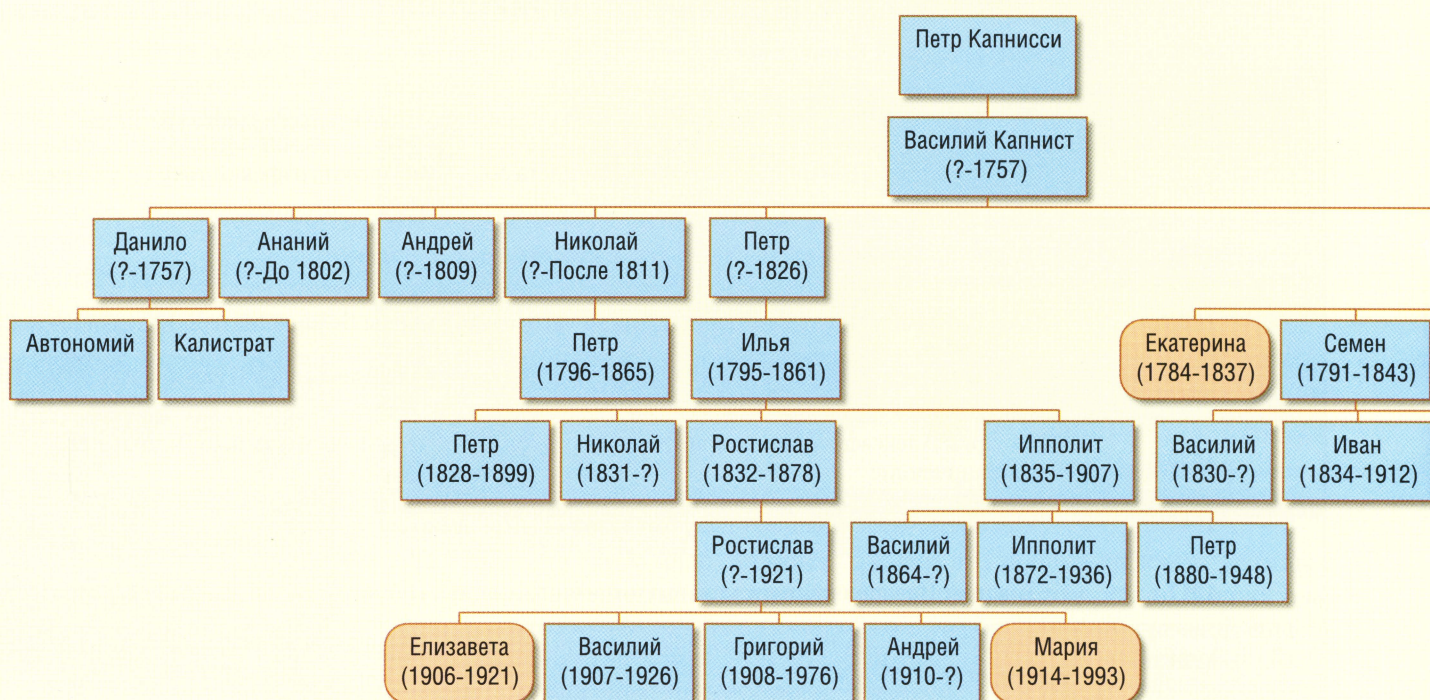 Петр Капнисси
Василий Капнист
(?-1757)
Данило
(?-1757)
Ананий
(?-До 1802)
Андрей
(?-1809)
Николай
(?-После 1811)
Петр
(?-1826)
Автономий
Калистрат
Петр
(1796-1865)
Илья
(1795-1861)
Екатерина
(1784-1837)
Семен
(1791-1843)
Петр
(1828-1899)
Николай
(1831-?)
Ростислав
(1832-1878)
Ипполит
(1835-1907)
Василий
(1830-?)
Иван
(1834-1912)
Ростислав
(?-1921)
Василий
(1864-?)
Ипполит
(1872-1936)
Петр
(1880-1948)
Елизавета
(1906-1921)
Василий
(1907-1926)
Григорий
(1908-1976)
Андрей
(1910-?)
Мария
(1914-1993)